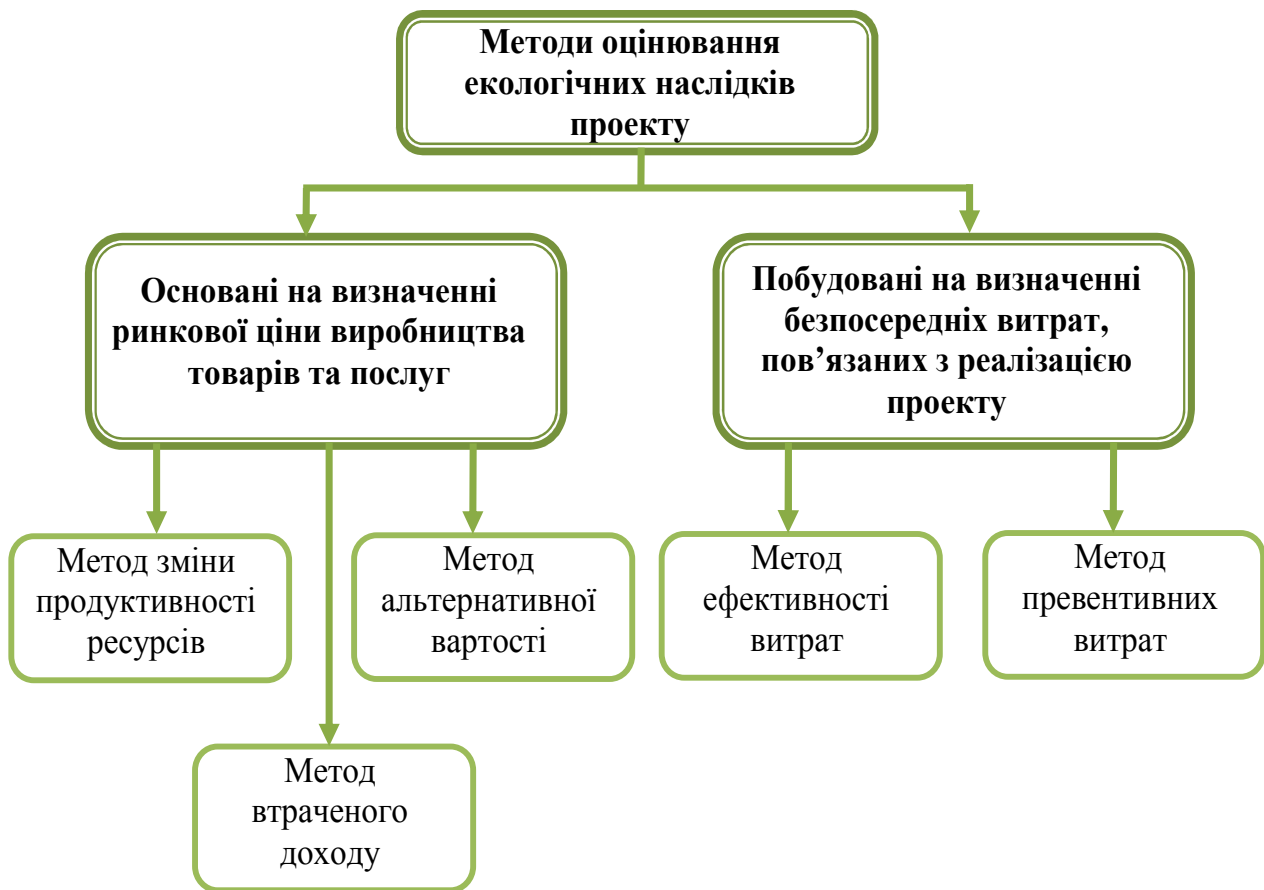 Методи оцінювання
екологічних наслідків
проекту
Основані на визначенні
ринкової ціни виробництва
товарів та послуг
Побудовані на визначенні
безпосередніх витрат,
пов’язаних з реалізацією
проекту
Метод зміни
продуктивності
ресурсів
Метод
альтернативної
вартості
Метод
ефективності
витрат
Метод
превентивних
витрат
Метод
втраченого
доходу